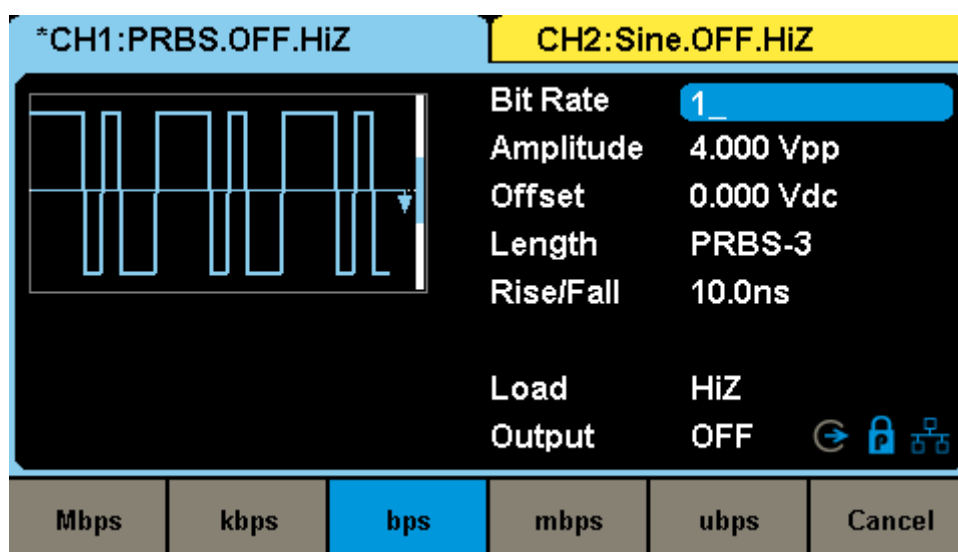 *CH1:PRBS.OFF.HiZ
CH2:Sine.OFF.HiZ
Bit Rate 1_
Amplitude 4.000 Vpp
Offset 0.000 Vdc
Length PRBS-3
Rise/Fall 10.0ns
Load HiZ
Output OFF P
Mbps kbps bps mbps ubps Cancel